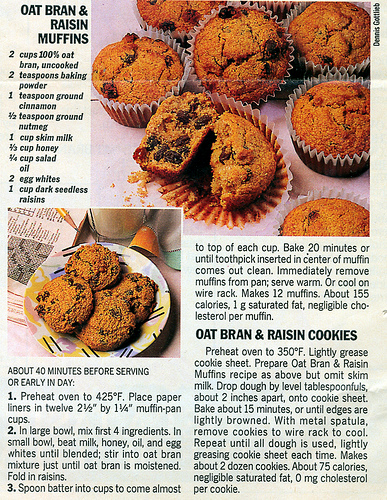 OAT BRAN &
RAISIN
MUFFINS
2 cups 100% oat
bran, uncooked
2 teaspoons baking
powder
1 teaspoon ground
cinnamon
½ teaspoon ground
nutmeg
1 cup skim milk
⅓ cup honey
¼ cup salad
oil
2 egg whites
1 cup dark seedless
raisins
Dennis Gottlieb
ABOUT 40 MINUTES BEFORE SERVING
OR EARLY IN DAY:
1. Preheat oven to 425°F. Place paper
liners in twelve 2½" by 1¼" muffin-pan
cups.
2. In large bowl, mix first 4 ingredients. In
small bowl, beat milk, honey, oil, and egg
whites until blended; stir into oat bran
mixture just until oat bran is moistened.
Fold in raisins.
3. Spoon batter into cups to come almost
to top of each cup. Bake 20 minutes or
until toothpick inserted in center of muffin
comes out clean. Immediately remove
muffins from pan; serve warm. Or cool on
wire rack. Makes 12 muffins. About 155
calories, 1 g saturated fat, negligible cho-
lesterol per muffin.
OAT BRAN & RAISIN COOKIES
Preheat oven to 350°F. Lightly grease
cookie sheet. Prepare Oat Bran & Raisin
Muffins recipe as above but omit skim
milk. Drop dough by level tablespoonfuls,
about 2 inches apart, onto cookie sheet.
Bake about 15 minutes, or until edges are
lightly browned. With metal spatula,
remove cookies to wire rack to cool.
Repeat until all dough is used, lightly
greasing cookie sheet each time. Makes
about 2 dozen cookies. About 75 calories,
negligible saturated fat, 0 mg cholesterol
per cookie.